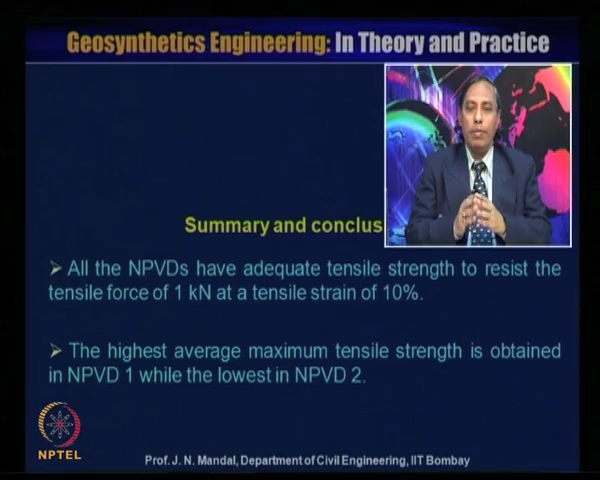 Geosynthetics Engineering: In Theory and Practice
Summary and conclus
➢ All the NPVDs have adequate tensile strength to resist the
tensile force of 1 kN at a tensile strain of 10%.
➢ The highest average maximum tensile strength is obtained
in NPVD 1 while the lowest in NPVD 2.
NPTEL
Prof. J. N. Mandal, Department of Civil Engineering, IIT Bombay